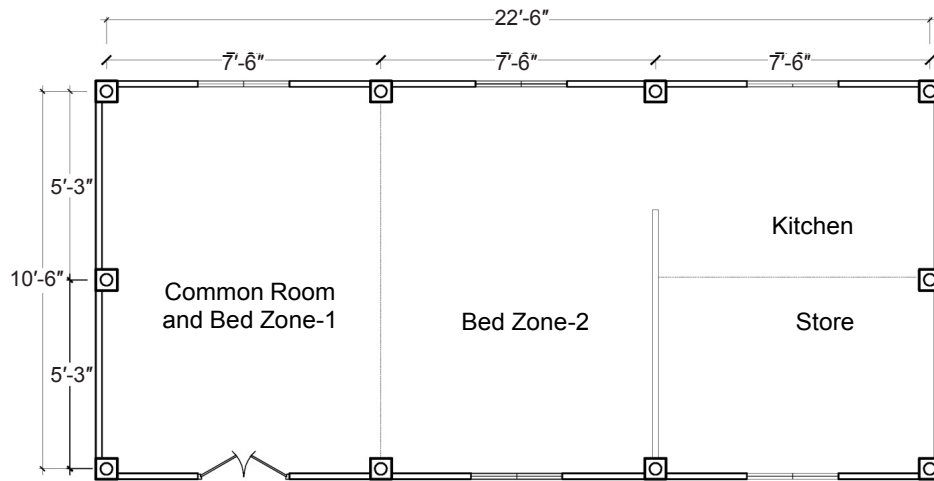 22′-6″
7′-6″ 7′-6″ 7′-6″
5′-3″
Kitchen
10′-6″
Common Room
and Bed Zone-1
Bed Zone-2
Store
5′-3″